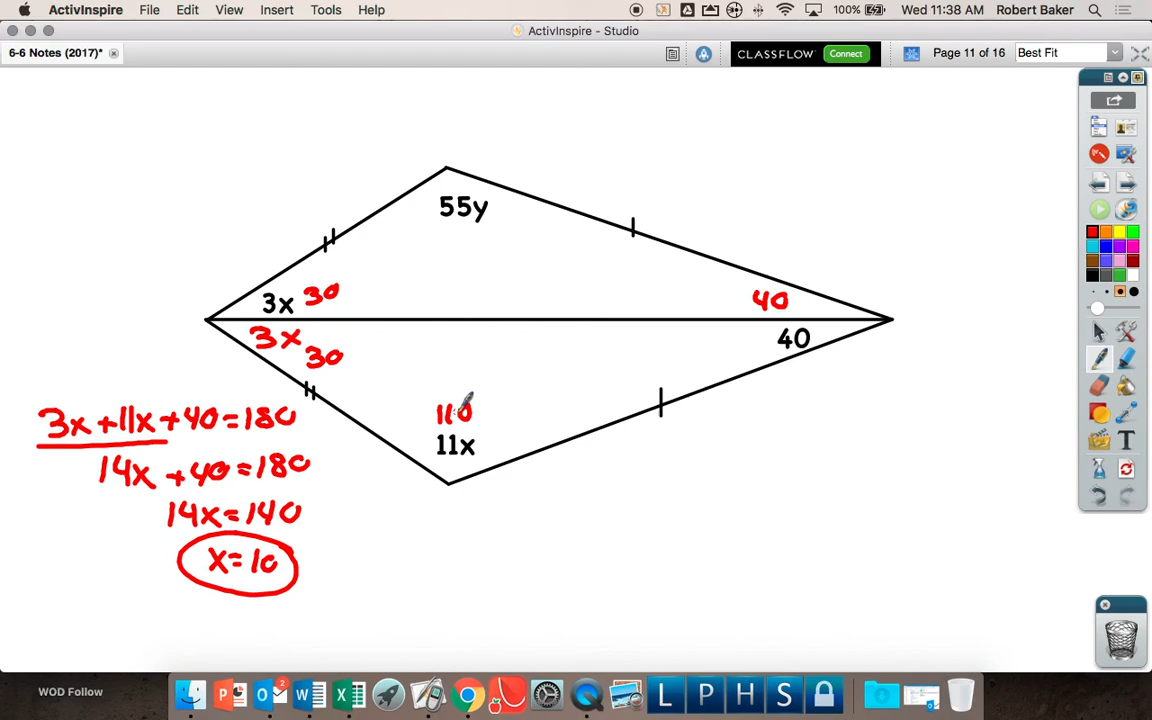 ActivInspire File Edit View Insert Tools Help 100% Wed 11:38 AM Robert Baker
ActivInspire - Studio
6-6 Notes (2017)* CLASSFLOW Connect Page 11 of 16 Best Fit
55y
3x 30 40
3x 30 40
110
11x
3x + 11x + 40 = 180
14x + 40 = 180
14x = 140
x = 10
WOD Follow 2 W L P H S